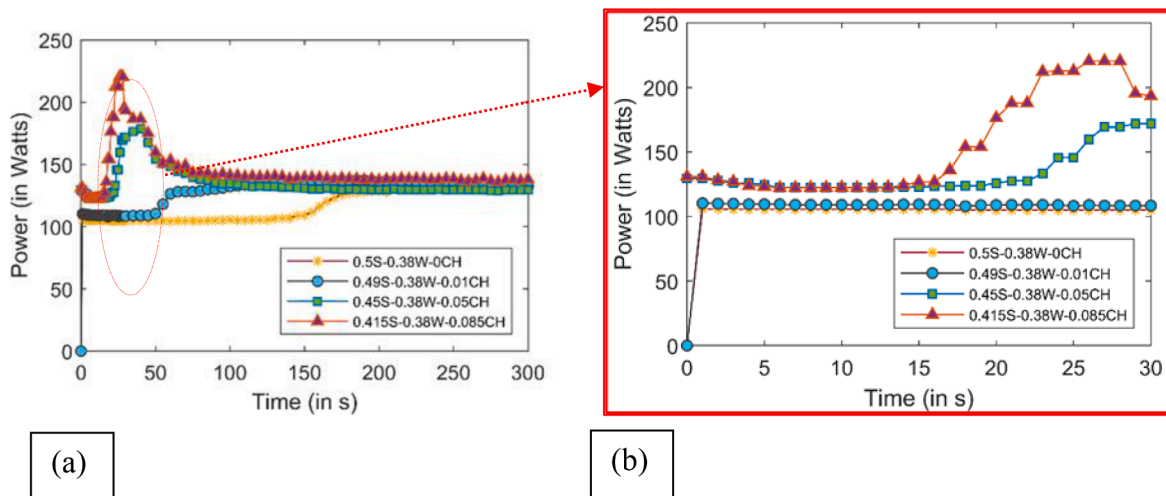 250
200
150
100
50
0
Power (in Watts)
0 50 100 150 200 250 300
Time (in s)
0.5S-0.38W-0CH
0.49S-0.38W-0.01CH
0.45S-0.38W-0.05CH
0.415S-0.38W-0.085CH
(a)
250
200
150
100
50
0
Power (in Watts)
0 5 10 15 20 25 30
Time (in s)
0.5S-0.38W-0CH
0.49S-0.38W-0.01CH
0.45S-0.38W-0.05CH
0.415S-0.38W-0.085CH
(b)